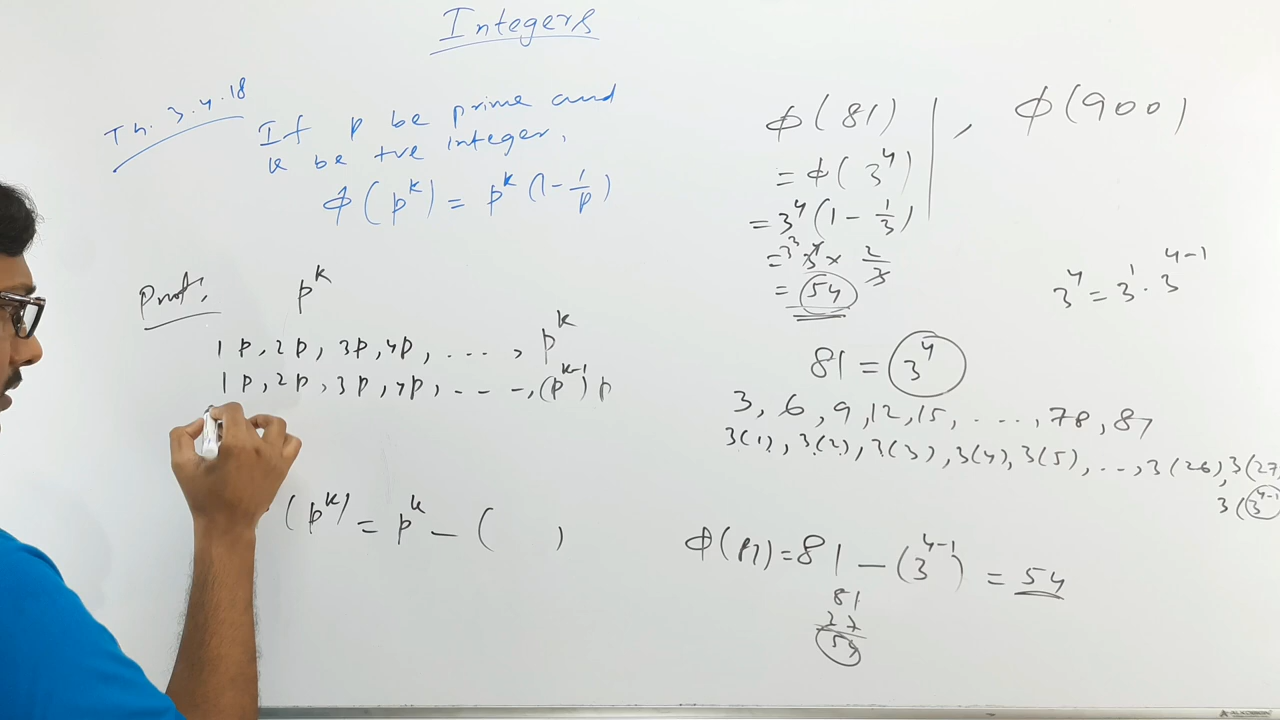 Integers
Th. 3.4.18
If p be prime and
k be +ve integer,
ϕ(p^k) = p^k (1 - 1/p)
Proof:
p^k
1p, 2p, 3p, 4p, ...., p^k
1p, 2p, 3p, 4p, - - - -, (p^{k-1}) p
(p^k) = p^k - ( )
ϕ(81) , ϕ(900)
= ϕ(3^4)
= 3^4 (1 - 1/3)
= 3^3 3^4 × 2/3
= 54
3^4 = 3^1 . 3^{4-1}
81 = 3^4
3, 6, 9, 12, 15, ...., 78, 81
3(1), 3(2), 3(3), 3(4), 3(5), ..., 3(26), 3(27
3(3^{4-1}
ϕ(81) = 81 - (3^{4-1}) = 54
81
27
54